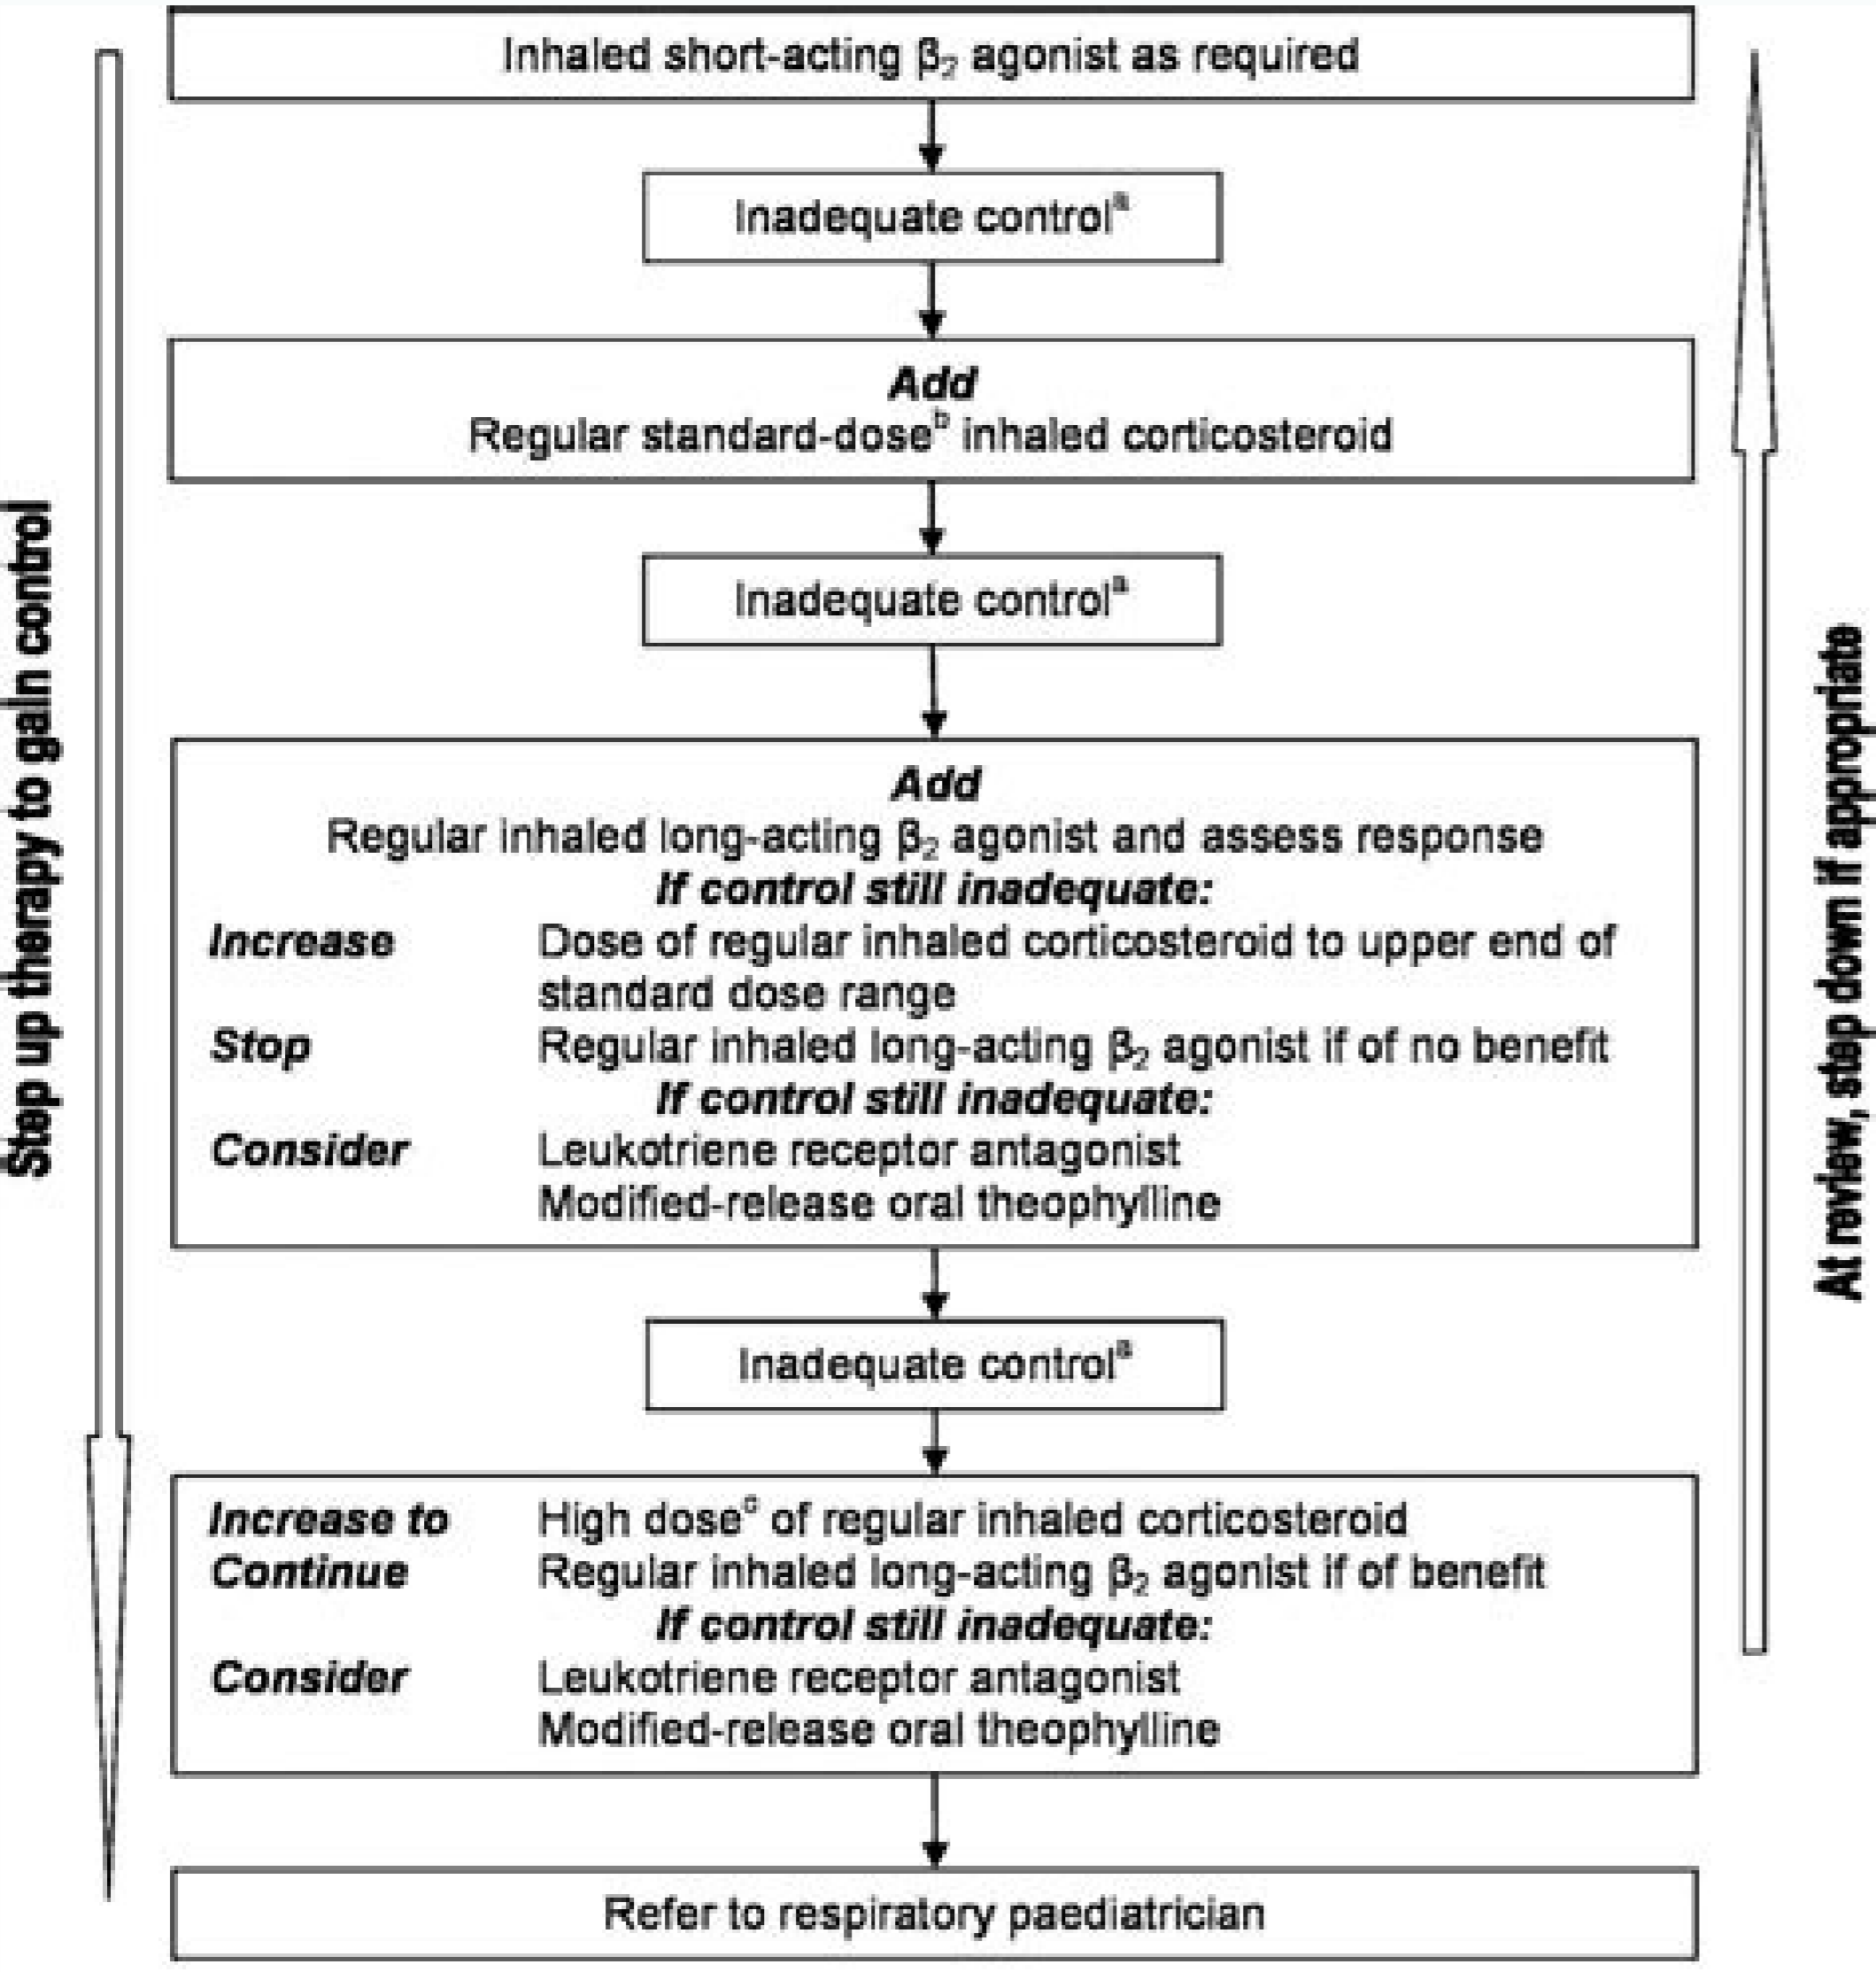 Inhaled short-acting β₂ agonist as required
Inadequate controlᵃ
Add
Regular standard-doseᵇ inhaled corticosteroid
Inadequate controlᵃ
Add
Regular inhaled long-acting β₂ agonist and assess response
If control still inadequate:
Increase Dose of regular inhaled corticosteroid to upper end of
standard dose range
Stop Regular inhaled long-acting β₂ agonist if of no benefit
If control still inadequate:
Consider Leukotriene receptor antagonist
Modified-release oral theophylline
Inadequate controlᵃ
Increase to High doseᶜ of regular inhaled corticosteroid
Continue Regular inhaled long-acting β₂ agonist if of benefit
If control still inadequate:
Consider Leukotriene receptor antagonist
Modified-release oral theophylline
Refer to respiratory paediatrician
Step up therapy to gain control
At review, step down if appropriate